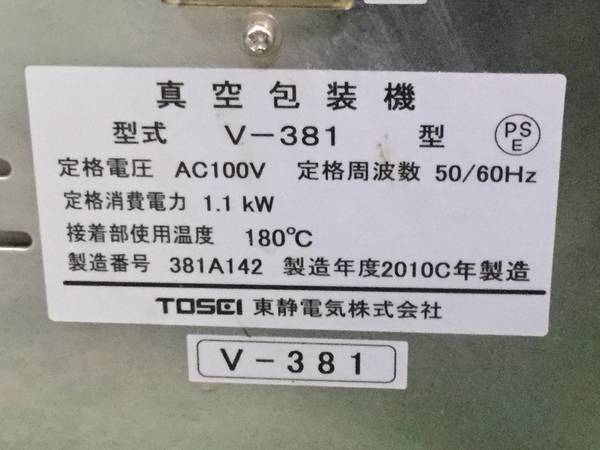 真空包装機
型式 V-381 型 PSE
定格電圧 AC100V 定格周波数 50/60Hz
定格消費電力 1.1 kW
接着部使用温度 180℃
製造番号 381A142 製造年度2010C年製造
TOSEI 東静電気株式会社
V-381